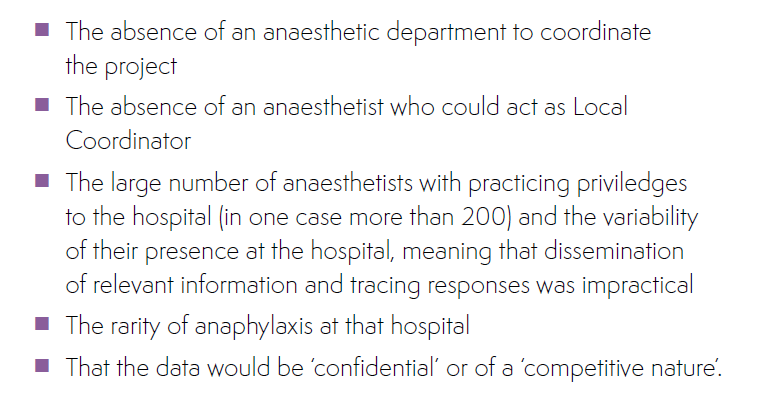 ■ The absence of an anaesthetic department to coordinate
the project
■ The absence of an anaesthetist who could act as Local
Coordinator
■ The large number of anaesthetists with practicing priviledges
to the hospital (in one case more than 200) and the variability
of their presence at the hospital, meaning that dissemination
of relevant information and tracing responses was impractical
■ The rarity of anaphylaxis at that hospital
■ That the data would be ‘confidential’ or of a ‘competitive nature’.